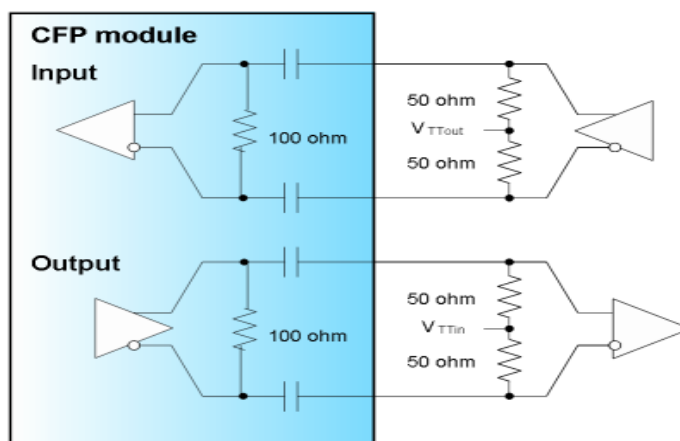 CFP module
Input
50 ohm
100 ohm
VTTout
50 ohm
Output
50 ohm
100 ohm
VTTin
50 ohm